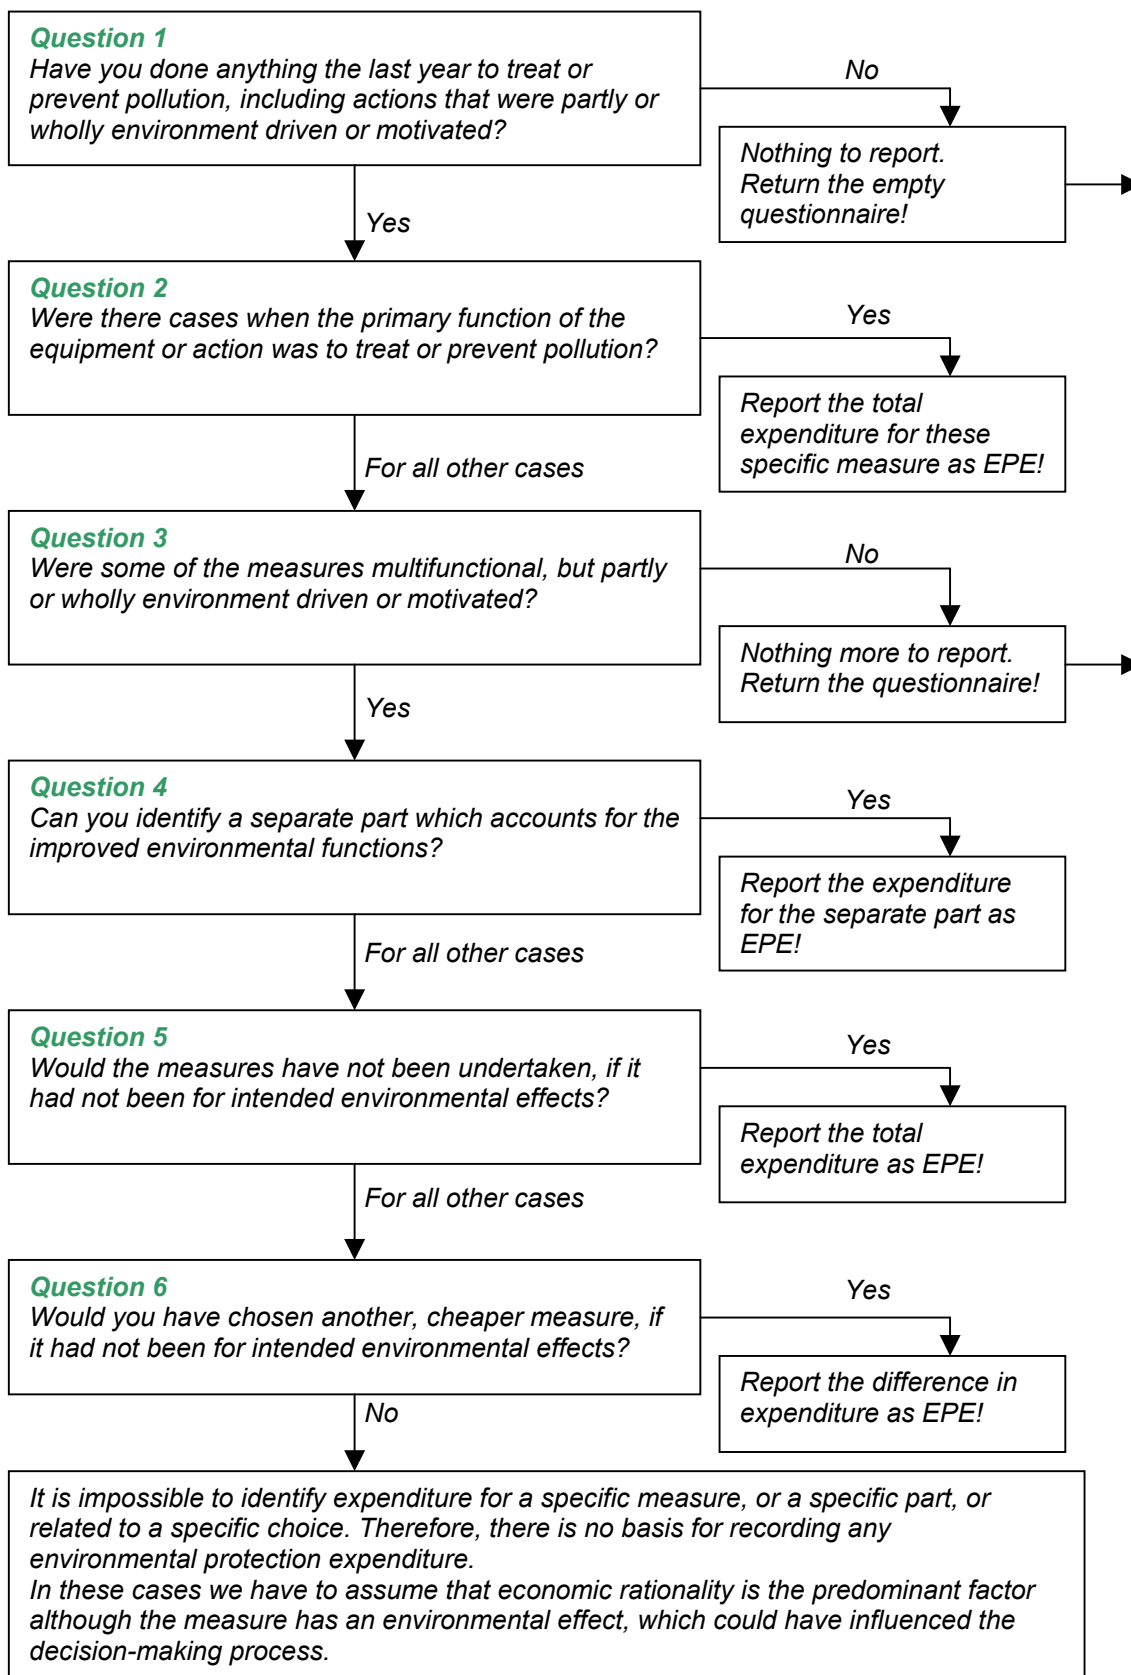 Question 1
Have you done anything the last year to treat or
prevent pollution, including actions that were partly or
wholly environment driven or motivated?
No
Nothing to report.
Return the empty
questionnaire!
Yes
Question 2
Were there cases when the primary function of the
equipment or action was to treat or prevent pollution?
Yes
Report the total
expenditure for these
specific measure as EPE!
For all other cases
Question 3
Were some of the measures multifunctional, but partly
or wholly environment driven or motivated?
No
Nothing more to report.
Return the questionnaire!
Yes
Question 4
Can you identify a separate part which accounts for the
improved environmental functions?
Yes
Report the expenditure
for the separate part as
EPE!
For all other cases
Question 5
Would the measures have not been undertaken, if it
had not been for intended environmental effects?
Yes
Report the total
expenditure as EPE!
For all other cases
Question 6
Would you have chosen another, cheaper measure, if
it had not been for intended environmental effects?
Yes
Report the difference in
expenditure as EPE!
No
It is impossible to identify expenditure for a specific measure, or a specific part, or
related to a specific choice. Therefore, there is no basis for recording any
environmental protection expenditure.
In these cases we have to assume that economic rationality is the predominant factor
although the measure has an environmental effect, which could have influenced the
decision-making process.